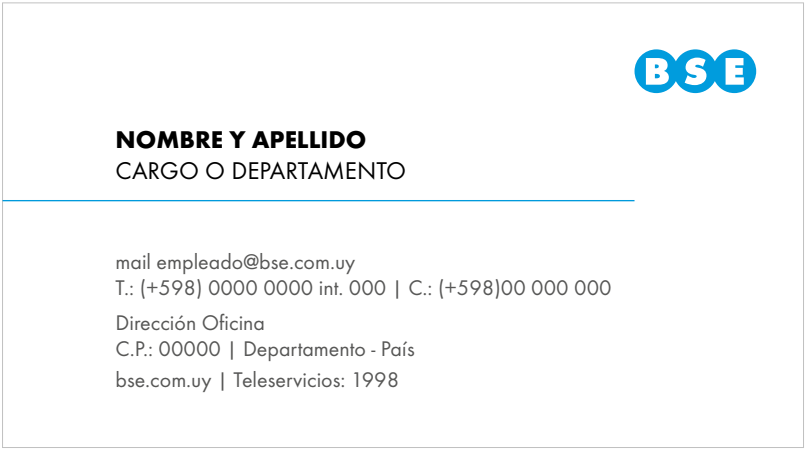 BSE
NOMBRE Y APELLIDO
CARGO O DEPARTAMENTO
mail empleado@bse.com.uy
T.: (+598) 0000 0000 int. 000 | C.: (+598)00 000 000
Dirección Oficina
C.P.: 00000 | Departamento - País
bse.com.uy | Teleservicios: 1998